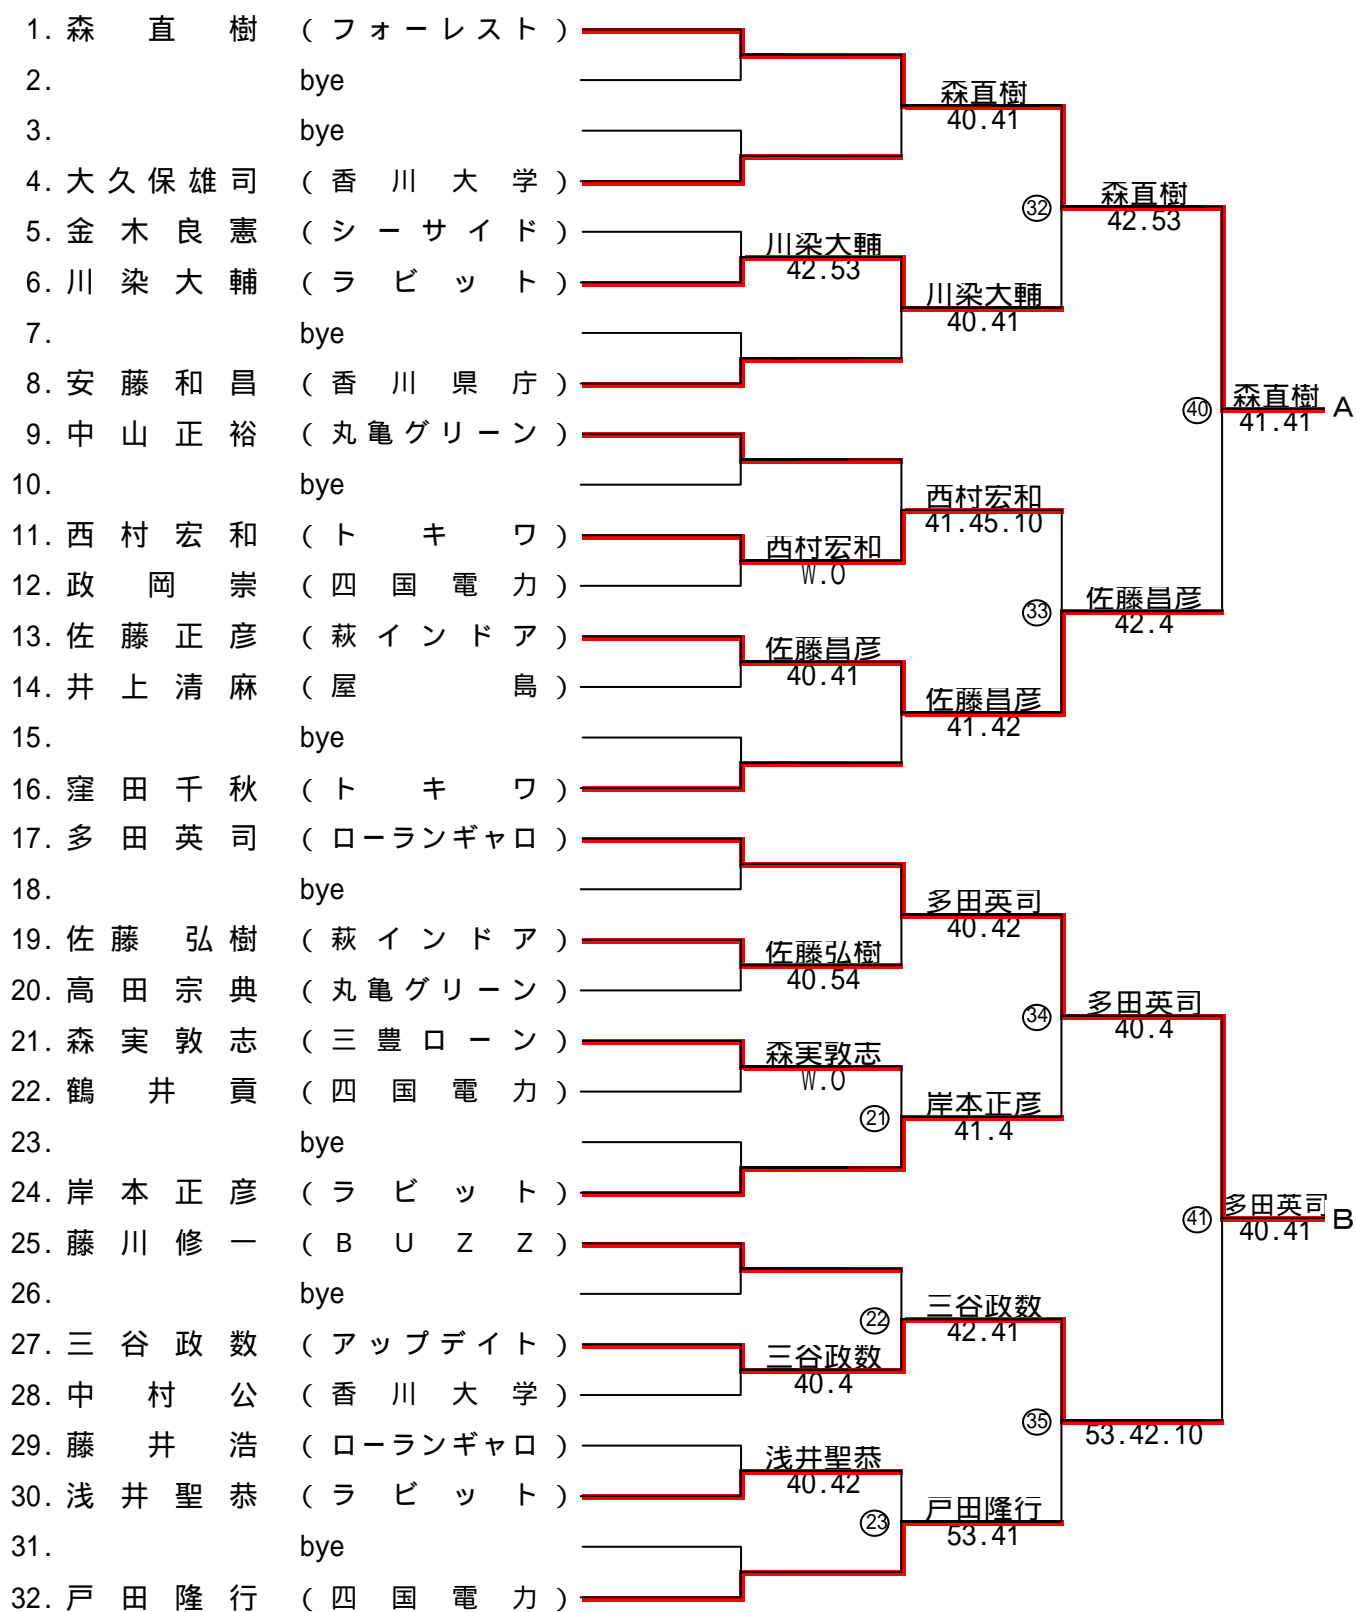 1. 森 直 樹 (フォーレスト)
2. bye
森直樹
40.41
3. bye
4. 大久保雄司 (香川大学)
32
森直樹
42.53
5. 金木良憲 (シーサイド)
川染大輔
42.53
6. 川染大輔 (ラビット)
川染大輔
40.41
7. bye
8. 安藤和昌 (香川県庁)
40
森直樹
41.41
A
9. 中山正裕 (丸亀グリーン)
10. bye
西村宏和
41.45.10
11. 西村宏和 (トキワ)
西村宏和
W.O
12. 政 岡 崇 (四国電力)
33
佐藤昌彦
42.4
13. 佐藤正彦 (萩インドア)
佐藤昌彦
40.41
14. 井上清麻 (屋島)
佐藤昌彦
41.42
15. bye
16. 窪田千秋 (トキワ)
17. 多田英司 (ローランギャロ)
18. bye
多田英司
40.42
19. 佐藤 弘樹 (萩インドア)
佐藤弘樹
40.54
20. 高田宗典 (丸亀グリーン)
34
多田英司
40.4
21. 森実敦志 (三豊ローン)
森実敦志
W.O
22. 鶴 井 貢 (四国電力)
21
岸本正彦
41.4
23. bye
24. 岸本正彦 (ラビット)
41
多田英司
40.41
B
25. 藤川修一 (BUZZ)
26. bye
22
三谷政数
42.41
27. 三谷政数 (アップデイト)
三谷政数
40.4
28. 中 村 公 (香川大学)
35
53.42.10
29. 藤 井 浩 (ローランギャロ)
浅井聖恭
40.42
30. 浅井聖恭 (ラビット)
23
戸田隆行
53.41
31. bye
32. 戸田隆行 (四国電力)